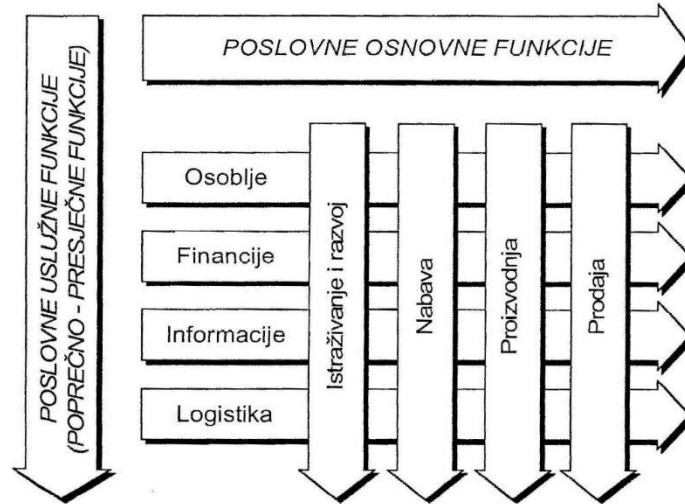 POSLOVNE OSNOVNE FUNKCIJE
POSLOVNE USLUŽNE FUNKCIJE
(POPREČNO - PRESJEČNE FUNKCIJE)
Osoblje
Financije
Informacije
Logistika
Istraživanje i razvoj
Nabava
Proizvodnja
Prodaja